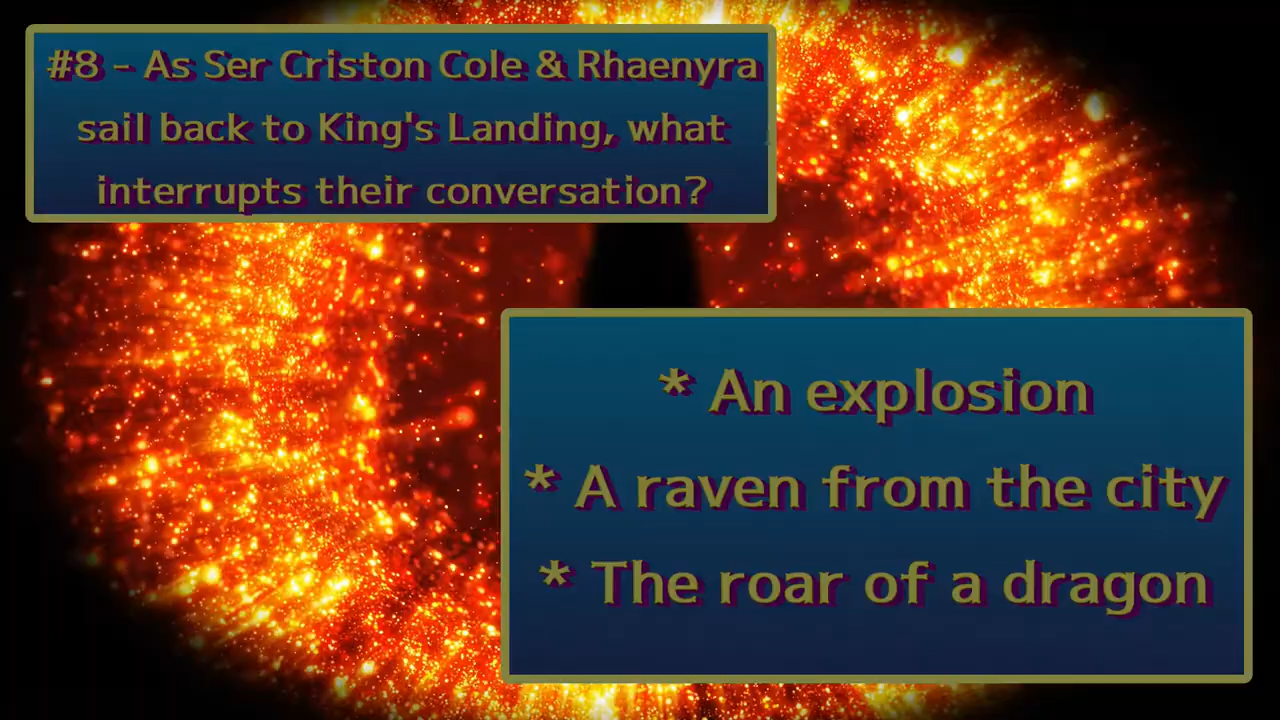 #8 - As Ser Criston Cole & Rhaenyra
sail back to King's Landing, what
interrupts their conversation?
* An explosion
* A raven from the city
* The roar of a dragon